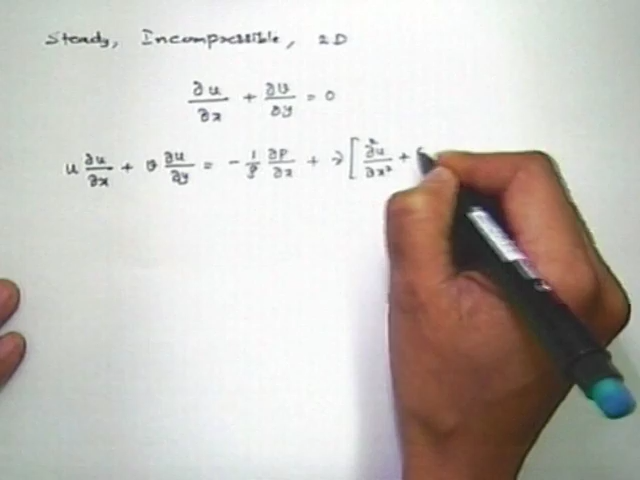 Steady, Incompressible, 2D
∂u/∂x + ∂v/∂y = 0
u ∂u/∂x + v ∂u/∂y = - 1/ρ ∂P/∂x + ν [ ∂²u/∂x² +